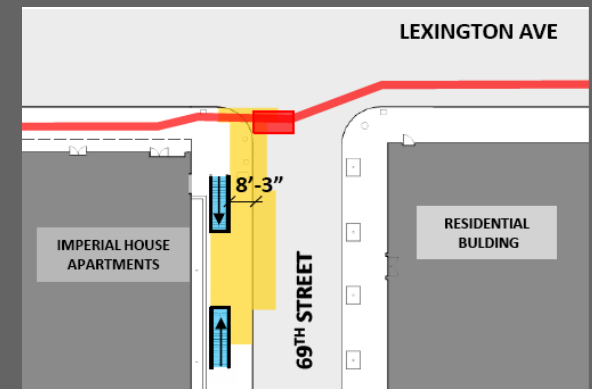 LEXINGTON AVE
8’-3”
IMPERIAL HOUSE
APARTMENTS
69TH STREET
RESIDENTIAL
BULDING